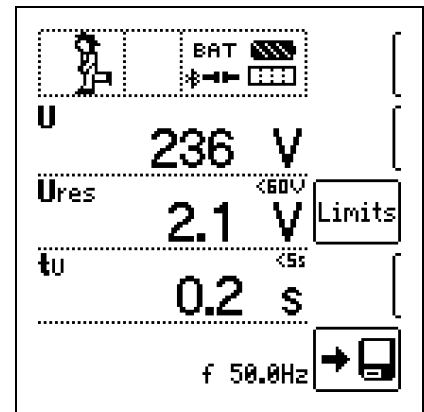 BAT
U
236 V
Ures <60V
2.1 V
Limits
tU <5s
0.2 s
f 50.0Hz